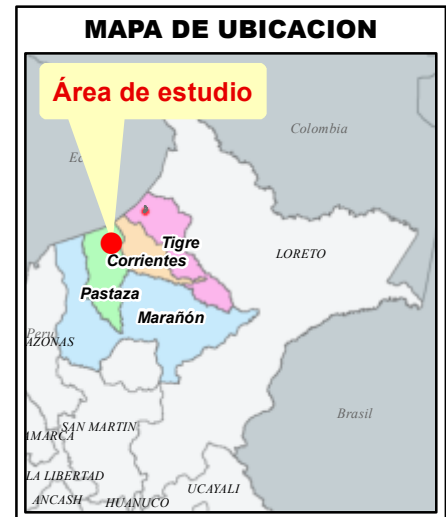 MAPA DE UBICACION
Área de estudio
Colombia
Ec
Tigre
LORETO
Corrientes
Pastaza
Marañón
Peru
AZONAS
Brasil
SAN MARTIN
AMARCA
LA LIBERTAD
UCAYALI
ANCASH
HUANUCO